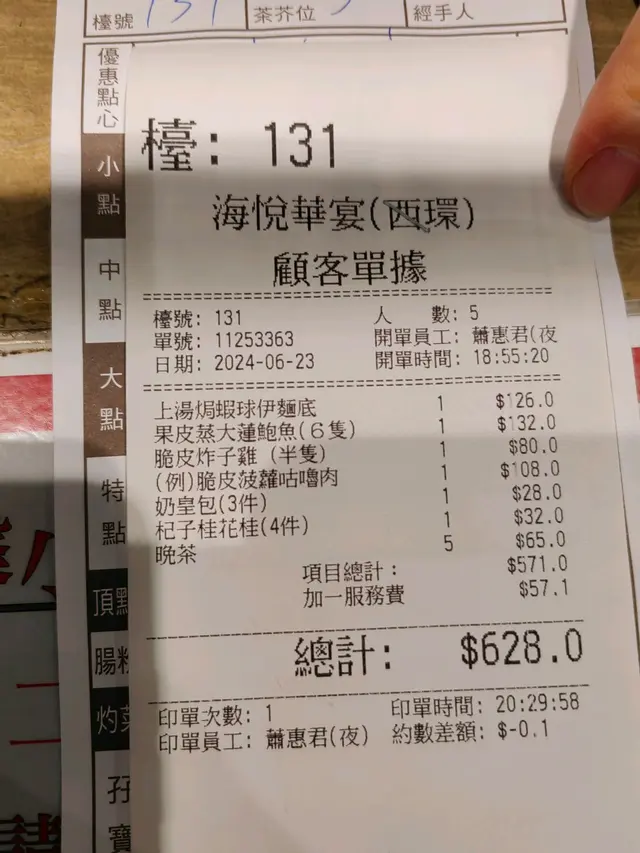 檯號 131
茶芥位
經手人
優惠點心
小點
中點
大點
特點
頂點
腸粉
灼菜
檯: 131
海悅華宴(西環)
顧客單據
檯號: 131 人 數: 5
單號: 11253363 開單員工: 蕭惠君(夜
日期: 2024-06-23 開單時間: 18:55:20
上湯焗蝦球伊麵底 1 $126.0
果皮蒸大蓮鮑魚(6隻) 1 $132.0
脆皮炸子雞 (半隻) 1 $80.0
(例)脆皮菠蘿咕嚕肉 1 $108.0
奶皇包(3件) 1 $28.0
杞子桂花桂(4件) 1 $32.0
晚茶 5 $65.0
項目總計: $571.0
加一服務費 $57.1
總計: $628.0
印單次數: 1 印單時間: 20:29:58
印單員工: 蕭惠君(夜) 約數差額: $-0.1